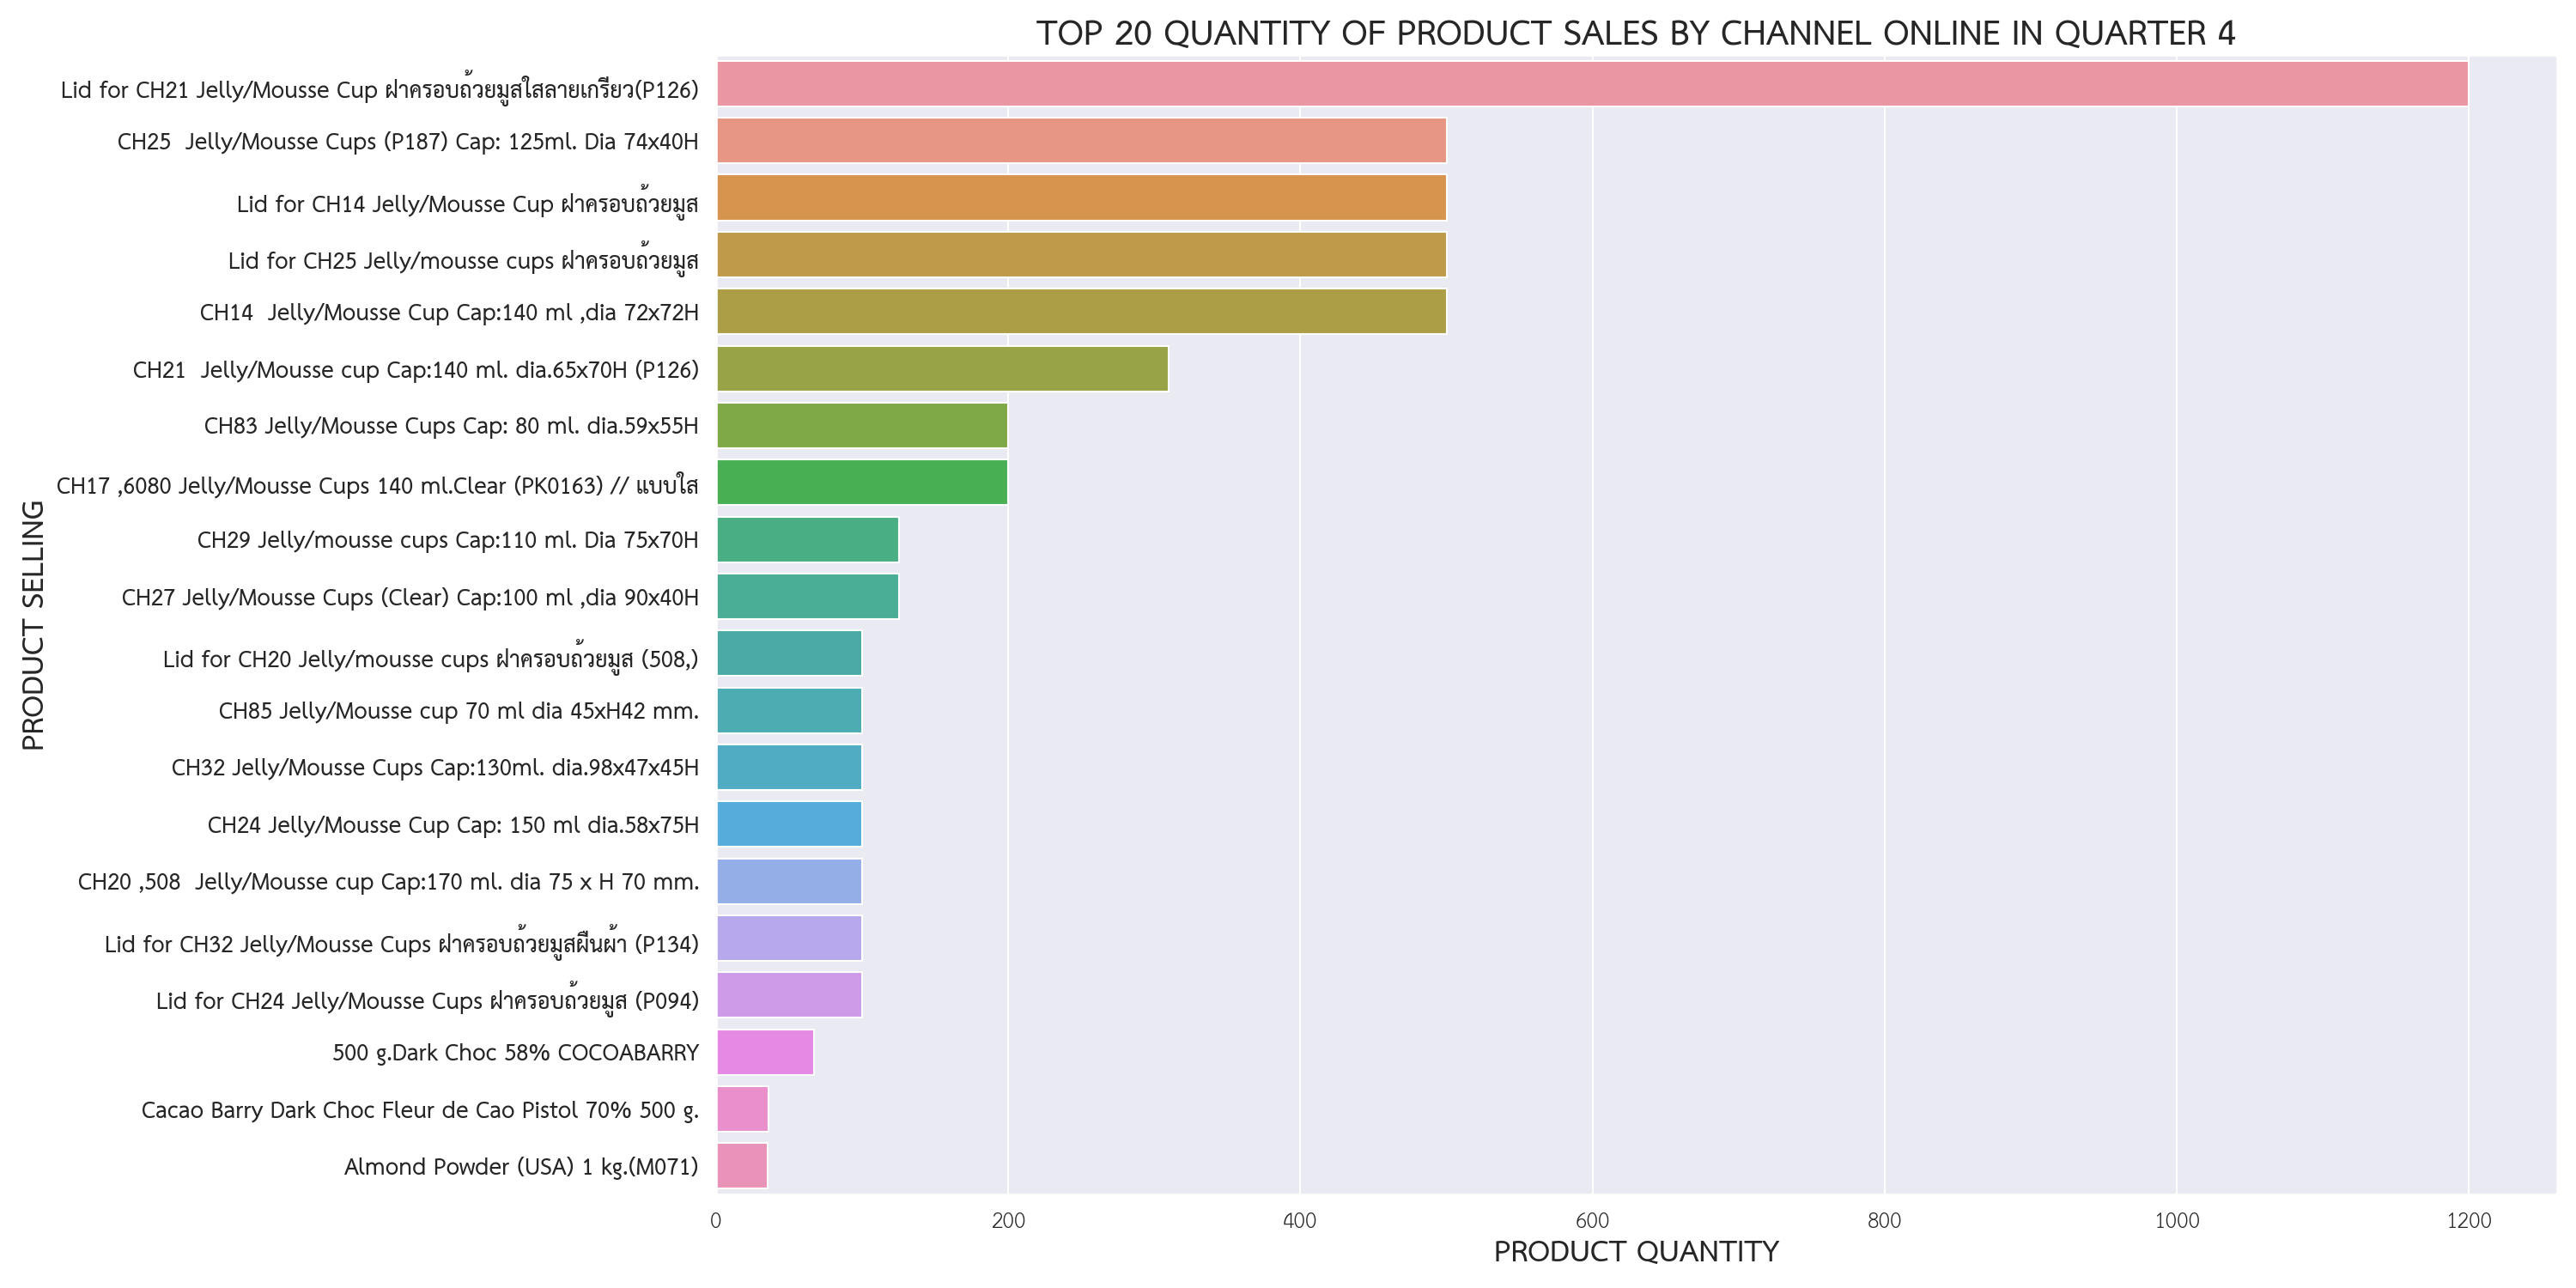 TOP 20 QUANTITY OF PRODUCT SALES BY CHANNEL ONLINE IN QUARTER 4
PRODUCT SELLING
Lid for CH21 Jelly/Mousse Cup ฝาครอบถ้วยมูสใสลายเกรียว(P126)
CH25  Jelly/Mousse Cups (P187) Cap: 125ml. Dia 74x40H
Lid for CH14 Jelly/Mousse Cup ฝาครอบถ้วยมูส
Lid for CH25 Jelly/mousse cups ฝาครอบถ้วยมูส
CH14  Jelly/Mousse Cup Cap:140 ml ,dia 72x72H
CH21  Jelly/Mousse cup Cap:140 ml. dia.65x70H (P126)
CH83 Jelly/Mousse Cups Cap: 80 ml. dia.59x55H
CH17 ,6080 Jelly/Mousse Cups 140 ml.Clear (PK0163) // แบบใส
CH29 Jelly/mousse cups Cap:110 ml. Dia 75x70H
CH27 Jelly/Mousse Cups (Clear) Cap:100 ml ,dia 90x40H
Lid for CH20 Jelly/mousse cups ฝาครอบถ้วยมูส (508,)
CH85 Jelly/Mousse cup 70 ml dia 45xH42 mm.
CH32 Jelly/Mousse Cups Cap:130ml. dia.98x47x45H
CH24 Jelly/Mousse Cup Cap: 150 ml dia.58x75H
CH20 ,508  Jelly/Mousse cup Cap:170 ml. dia 75 x H 70 mm.
Lid for CH32 Jelly/Mousse Cups ฝาครอบถ้วยมูสผืนผ้า (P134)
Lid for CH24 Jelly/Mousse Cups ฝาครอบถ้วยมูส (P094)
500 g.Dark Choc 58% COCOABARRY
Cacao Barry Dark Choc Fleur de Cao Pistol 70% 500 g.
Almond Powder (USA) 1 kg.(M071)
0 200 400 600 800 1000 1200
PRODUCT QUANTITY